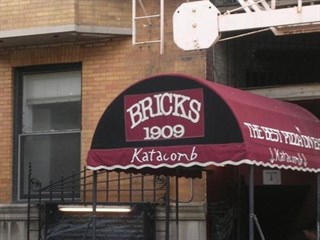 BRICKS
1909
Katacomb
THE BEST PIZZA
Katacomb